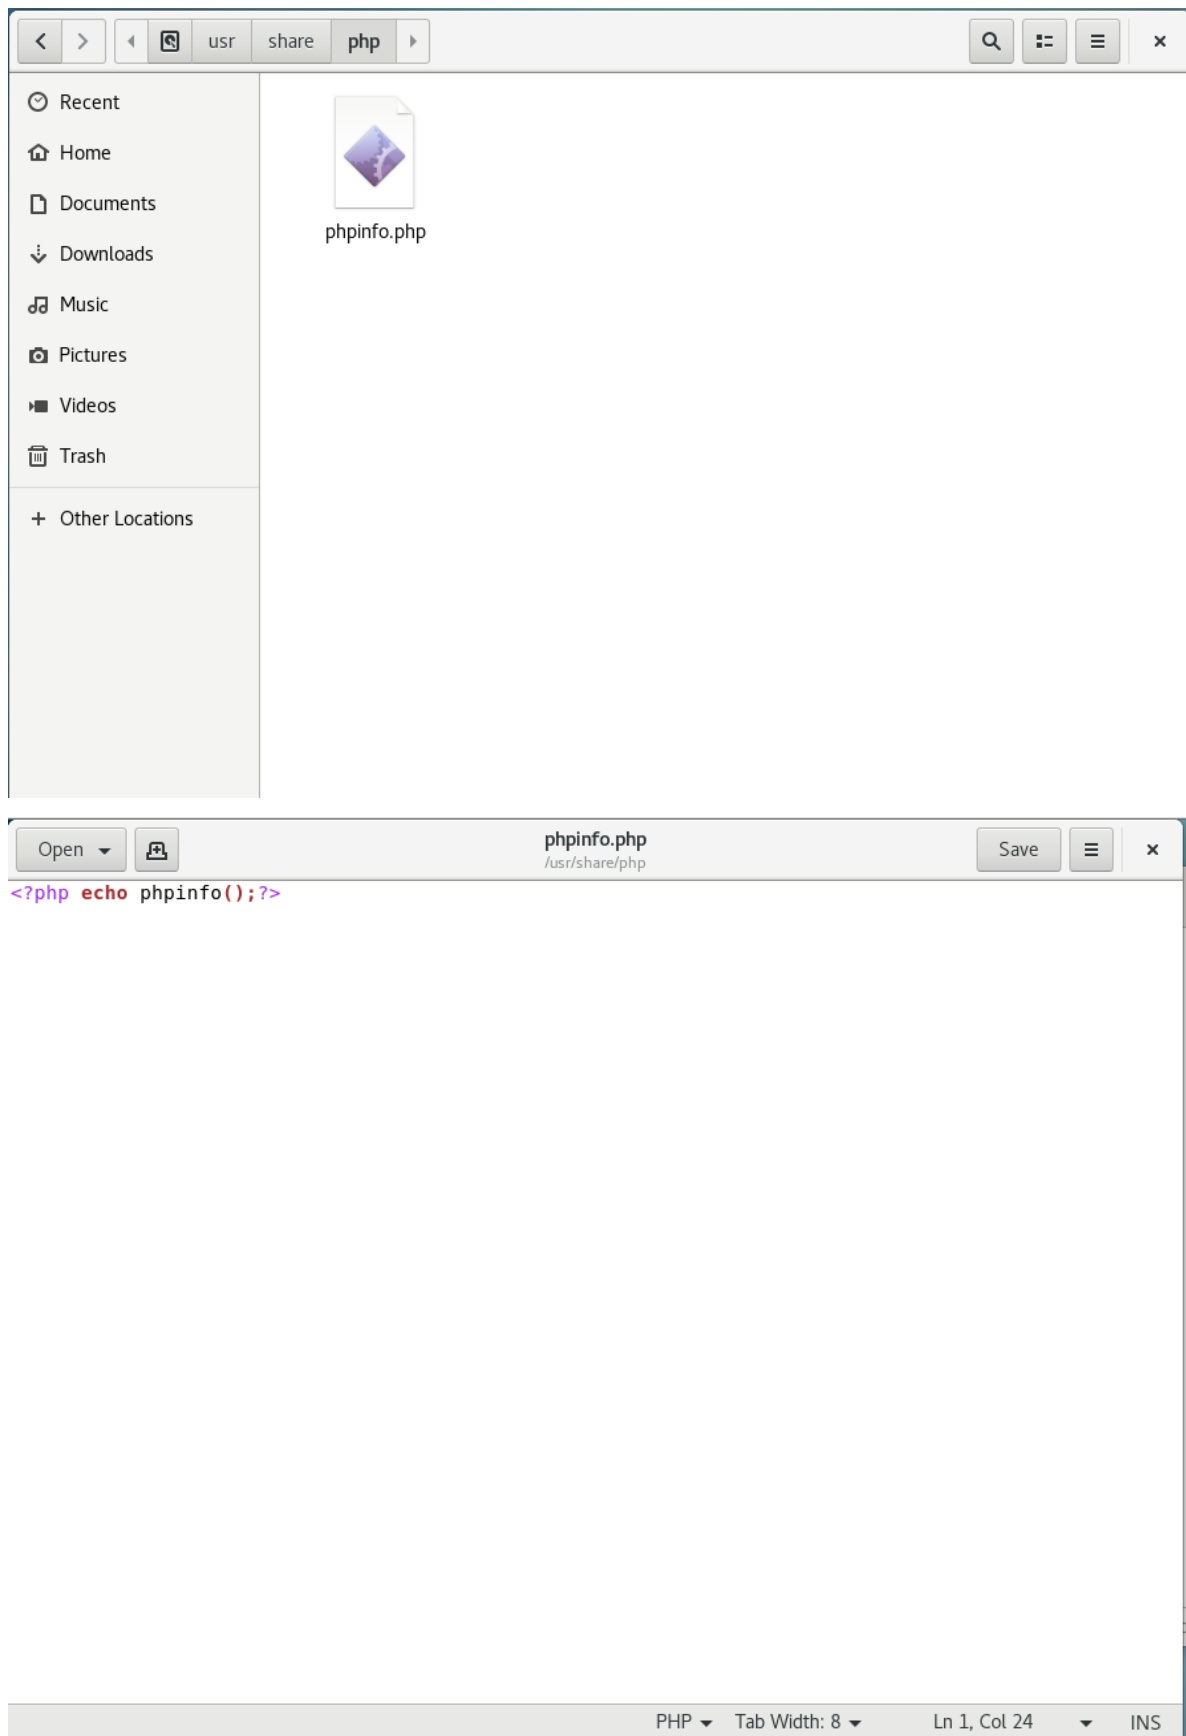 usr share php
Recent
Home
Documents
Downloads
Music
Pictures
Videos
Trash
Other Locations
phpinfo.php
Open
phpinfo.php
/usr/share/php
Save
<?php echo phpinfo();?>
PHP Tab Width: 8 Ln 1, Col 24 INS